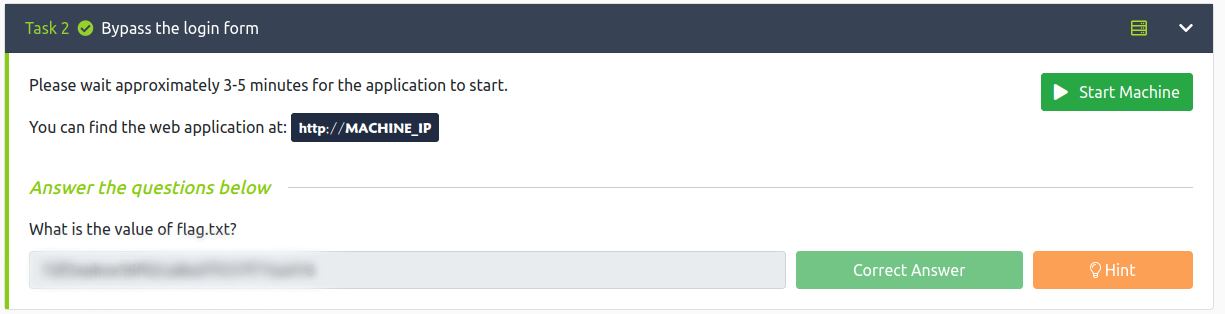 Task 2 Bypass the login form
Please wait approximately 3-5 minutes for the application to start.
Start Machine
You can find the web application at: http://MACHINE_IP
Answer the questions below
What is the value of flag.txt?
Correct Answer
Hint